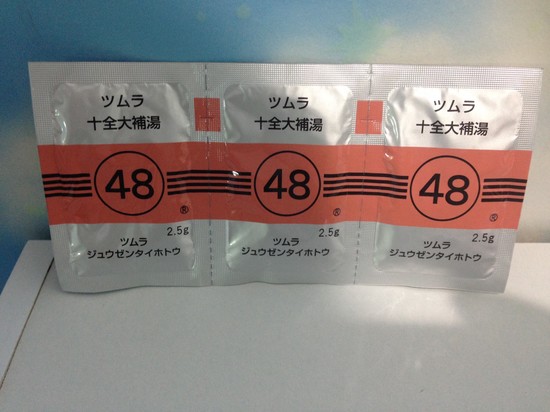 ツムラ
十全大補湯
48
®
2.5g
ツムラ
ジュウゼンタイホトウ
ツムラ
十全大補湯
48
®
2.5g
ツムラ
ジュウゼンタイホトウ
ツムラ
十全大補湯
48
®
2.5g
ツムラ
ジュウゼンタイホトウ